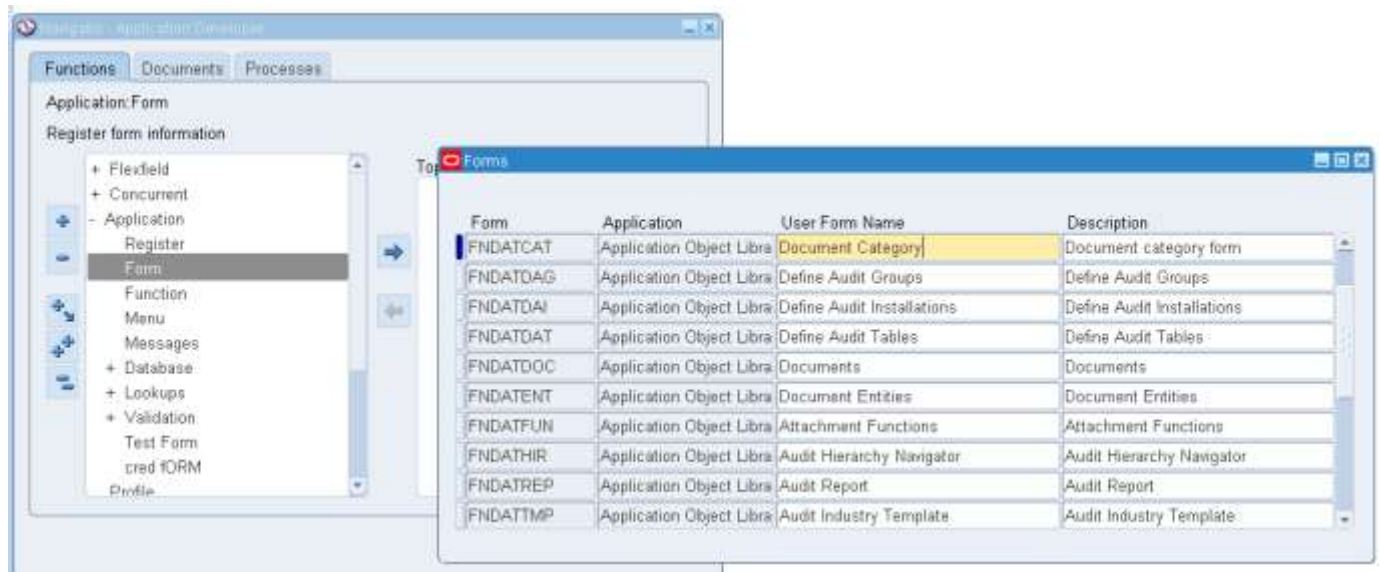 Navigator - Application Developer
Functions Documents Processes
Application:Form
Register form information
+ Flexfield
+ Concurrent
- Application
Register
Form
Function
Menu
Messages
+ Database
+ Lookups
+ Validation
Test Form
cred fORM
Profile
Forms
Form Application User Form Name Description
FNDATCAT Application Object Libra Document Category Document category form
FNDATDAG Application Object Libra Define Audit Groups Define Audit Groups
FNDATDAI Application Object Libra Define Audit Installations Define Audit Installations
FNDATDAT Application Object Libra Define Audit Tables Define Audit Tables
FNDATDOC Application Object Libra Documents Documents
FNDATENT Application Object Libra Document Entities Document Entities
FNDATFUN Application Object Libra Attachment Functions Attachment Functions
FNDATHIR Application Object Libra Audit Hierarchy Navigator Audit Hierarchy Navigator
FNDATREP Application Object Libra Audit Report Audit Report
FNDATTMP Application Object Libra Audit Industry Template Audit Industry Template